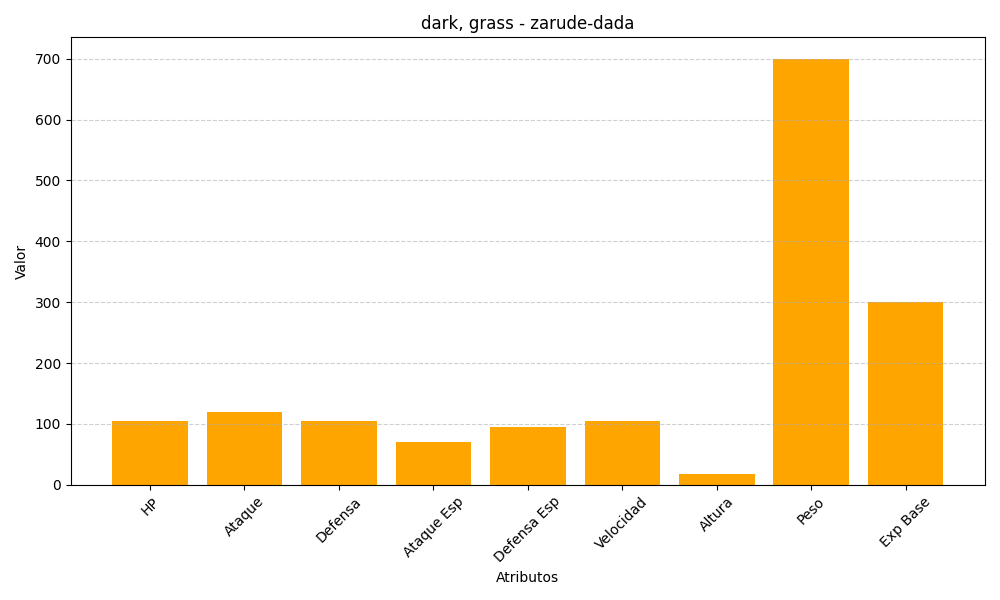 dark, grass - zarude-dada
700
600
500
400
300
200
100
0
Valor
HP
Ataque
Defensa
Ataque Esp
Defensa Esp
Velocidad
Altura
Peso
Exp Base
Atributos